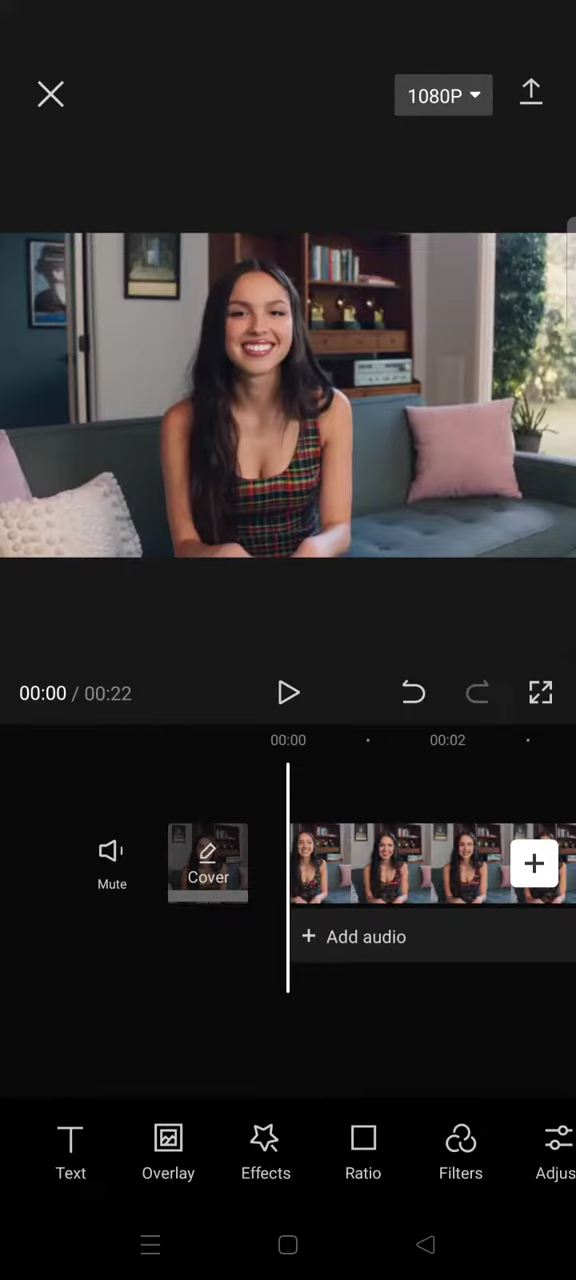 1080P
00:00 / 00:22
00:00
00:02
Mute
Cover
+ Add audio
Text
Overlay
Effects
Ratio
Filters
Adjus